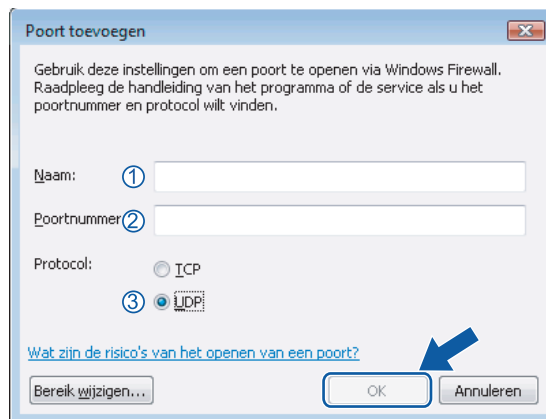 Poort toevoegen
Gebruik deze instellingen om een poort te openen via Windows Firewall.
Raadpleeg de handleiding van het programma of de service als u het
poortnummer en protocol wilt vinden.
Naam: ①
Poortnummer ②
Protocol: TCP
③ UDP
Wat zijn de risico's van het openen van een poort?
Bereik wijzigen... OK Annuleren